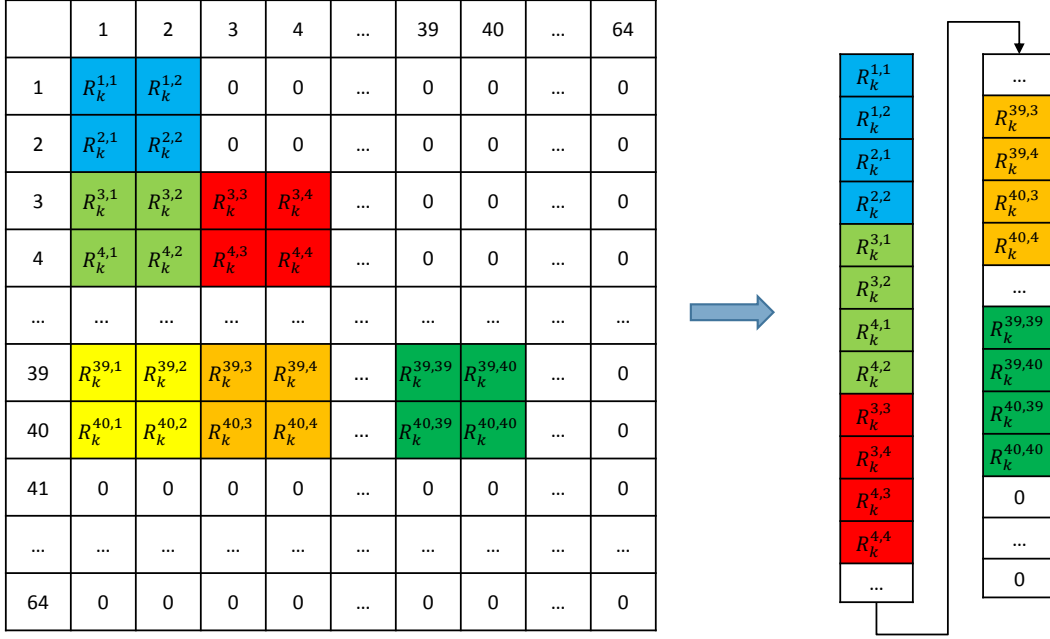 1 2 3 4 ... 39 40 ... 64
1 R_k^{1,1} R_k^{1,2} 0 0 ... 0 0 ... 0
2 R_k^{2,1} R_k^{2,2} 0 0 ... 0 0 ... 0
3 R_k^{3,1} R_k^{3,2} R_k^{3,3} R_k^{3,4} ... 0 0 ... 0
4 R_k^{4,1} R_k^{4,2} R_k^{4,3} R_k^{4,4} ... 0 0 ... 0
... ... ... ... ... ... ... ... ... ...
39 R_k^{39,1} R_k^{39,2} R_k^{39,3} R_k^{39,4} ... R_k^{39,39} R_k^{39,40} ... 0
40 R_k^{40,1} R_k^{40,2} R_k^{40,3} R_k^{40,4} ... R_k^{40,39} R_k^{40,40} ... 0
41 0 0 0 0 ... 0 0 ... 0
... ... ... ... ... ... ... ... ... ...
64 0 0 0 0 ... 0 0 ... 0
R_k^{1,1}
R_k^{1,2}
R_k^{2,1}
R_k^{2,2}
R_k^{3,1}
R_k^{3,2}
R_k^{4,1}
R_k^{4,2}
R_k^{3,3}
R_k^{3,4}
R_k^{4,3}
R_k^{4,4}
...
...
R_k^{39,3}
R_k^{39,4}
R_k^{40,3}
R_k^{40,4}
...
R_k^{39,39}
R_k^{39,40}
R_k^{40,39}
R_k^{40,40}
0
...
0